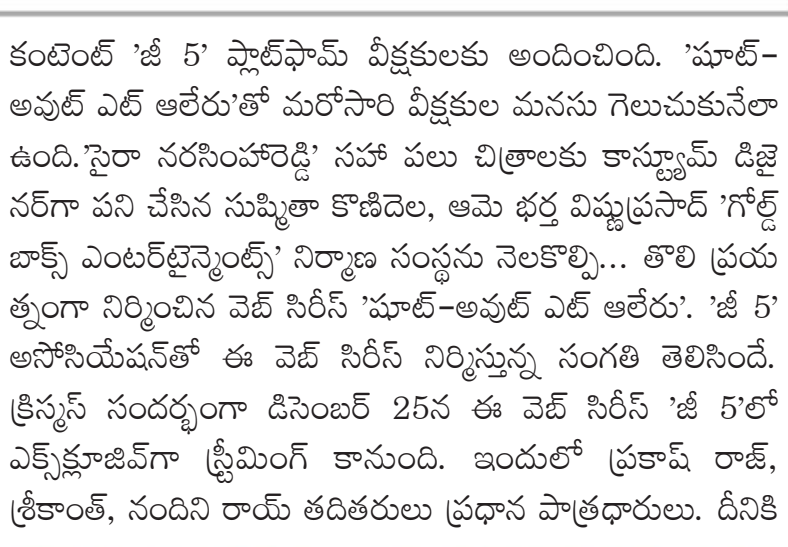 కంటెంట్ 'జీ 5' ప్లాట్‌ఫామ్ వీక్షకులకు అందించింది. 'షూట్-
అవుట్ ఎట్ ఆలేరు'తో మరోసారి వీక్షకుల మనసు గెలుచుకునేలా
ఉంది.'సైరా నరసింహారెడ్డి' సహా పలు చిత్రాలకు కాస్ట్యూమ్ డిజై
నర్‌గా పని చేసిన సుష్మితా కొణిదెల, ఆమె భర్త విష్ణుప్రసాద్ 'గోల్డ్
బాక్స్ ఎంటర్‌టైన్మెంట్స్' నిర్మాణ సంస్థను నెలకొల్పి... తొలి ప్రయ
త్నంగా నిర్మించిన వెబ్ సిరీస్ 'షూట్-అవుట్ ఎట్ ఆలేరు'. 'జీ 5'
అసోసియేషన్‌తో ఈ వెబ్ సిరీస్ నిర్మిస్తున్న సంగతి తెలిసిందే.
క్రిస్మస్ సందర్భంగా డిసెంబర్ 25న ఈ వెబ్ సిరీస్ 'జీ 5'లో
ఎక్స్‌క్లూజివ్‌గా స్ట్రీమింగ్ కానుంది. ఇందులో ప్రకాష్ రాజ్,
శ్రీకాంత్, నందిని రాయ్ తదితరులు ప్రధాన పాత్రధారులు. దీనికి